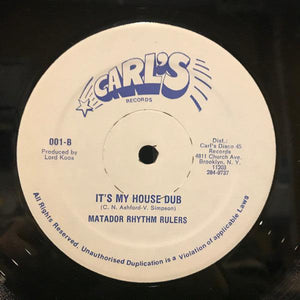 CARL'S
RECORDS
001-B
Produced by
Lord Koos
Dist.:
Carl's Disco 45
Records
4811 Church Ave.
Brooklyn, N. Y.
11203
284-9737
IT'S MY HOUSE DUB
(C. N. Ashford-V. Simpson)
MATADOR RHYTHM RULERS
All Rights Reserved. Unauthorised Duplication is a Violation of applicable Laws